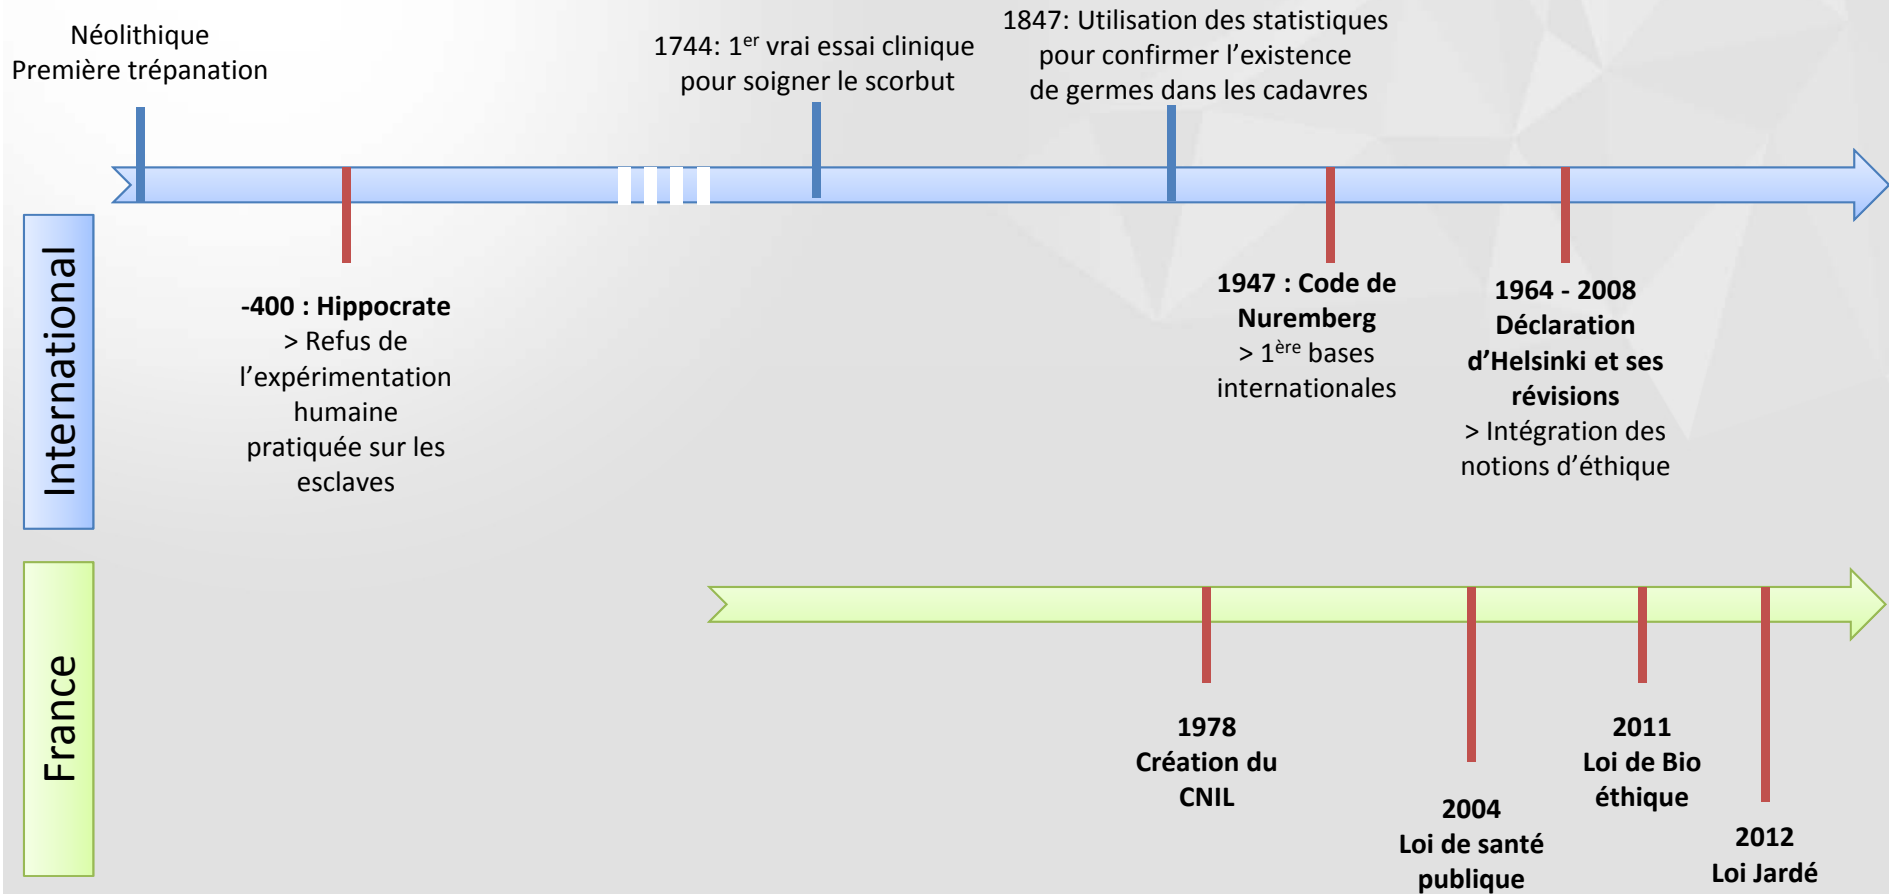 Néolithique
Première trépanation
1744: 1er vrai essai clinique
pour soigner le scorbut
1847: Utilisation des statistiques
pour confirmer l’existence
de germes dans les cadavres
International
-400 : Hippocrate
> Refus de
l’expérimentation
humaine
pratiquée sur les
esclaves
1947 : Code de
Nuremberg
> 1ère bases
internationales
1964 - 2008
Déclaration
d’Helsinki et ses
révisions
> Intégration des
notions d’éthique
France
1978
Création du
CNIL
2004
Loi de santé
publique
2011
Loi de Bio
éthique
2012
Loi Jardé